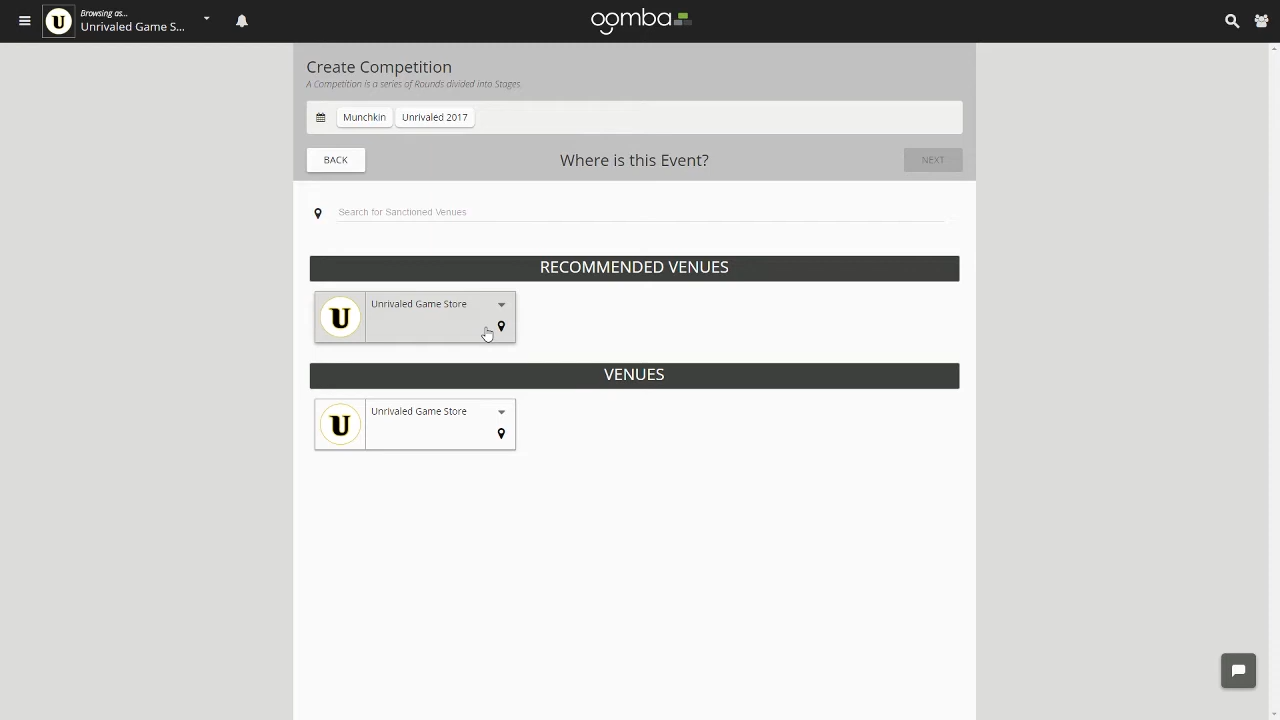 Browsing as...
Unrivaled Game S...
oomba
Create Competition
A Competition is a series of Rounds divided into Stages.
Munchkin
Unrivaled 2017
BACK
Where is this Event?
NEXT
Search for Sanctioned Venues
RECOMMENDED VENUES
U
Unrivaled Game Store
VENUES
U
Unrivaled Game Store